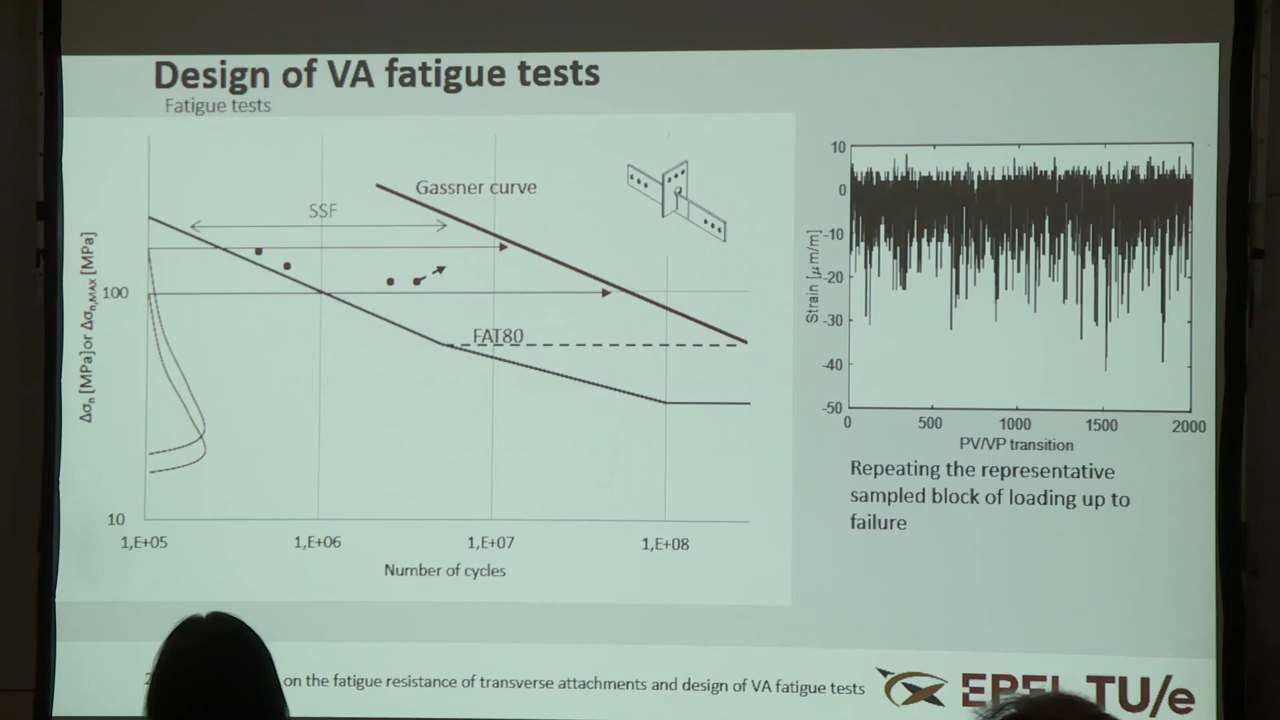 Design of VA fatigue tests
Fatigue tests
Gassner curve
SSF
FAT80
Δσn [MPa] or Δσn,MAX [MPa]
100
10
1,E+05
1,E+06
1,E+07
1,E+08
Number of cycles
10
0
-10
-20
-30
-40
-50
Strain [μm/m]
0
500
1000
1500
2000
PV/VP transition
Repeating the representative
sampled block of loading up to
failure
on the fatigue resistance of transverse attachments and design of VA fatigue tests
TU/e